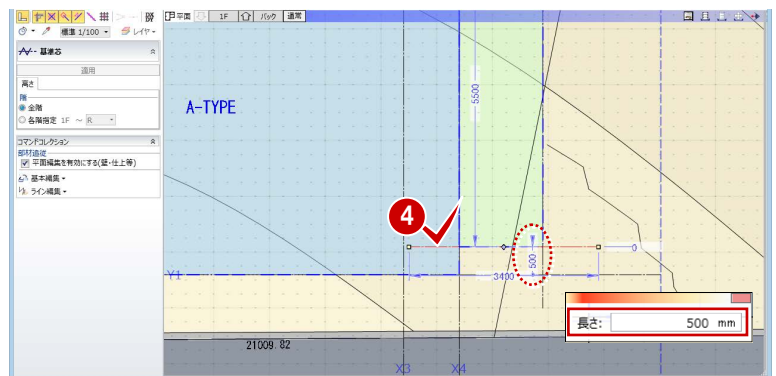 平面 1F バック 通常
標準 1/100 レイヤ
- 基準芯
適用
高さ
階
全階
各階指定 1F ～ R
コマンドコレクション
部材追従
平面編集を有効にする(壁・仕上等)
基本編集
ライン編集
A-TYPE
5500
4
0
500
3400
Y1
長さ: 500 mm
21009.82
X3 X4